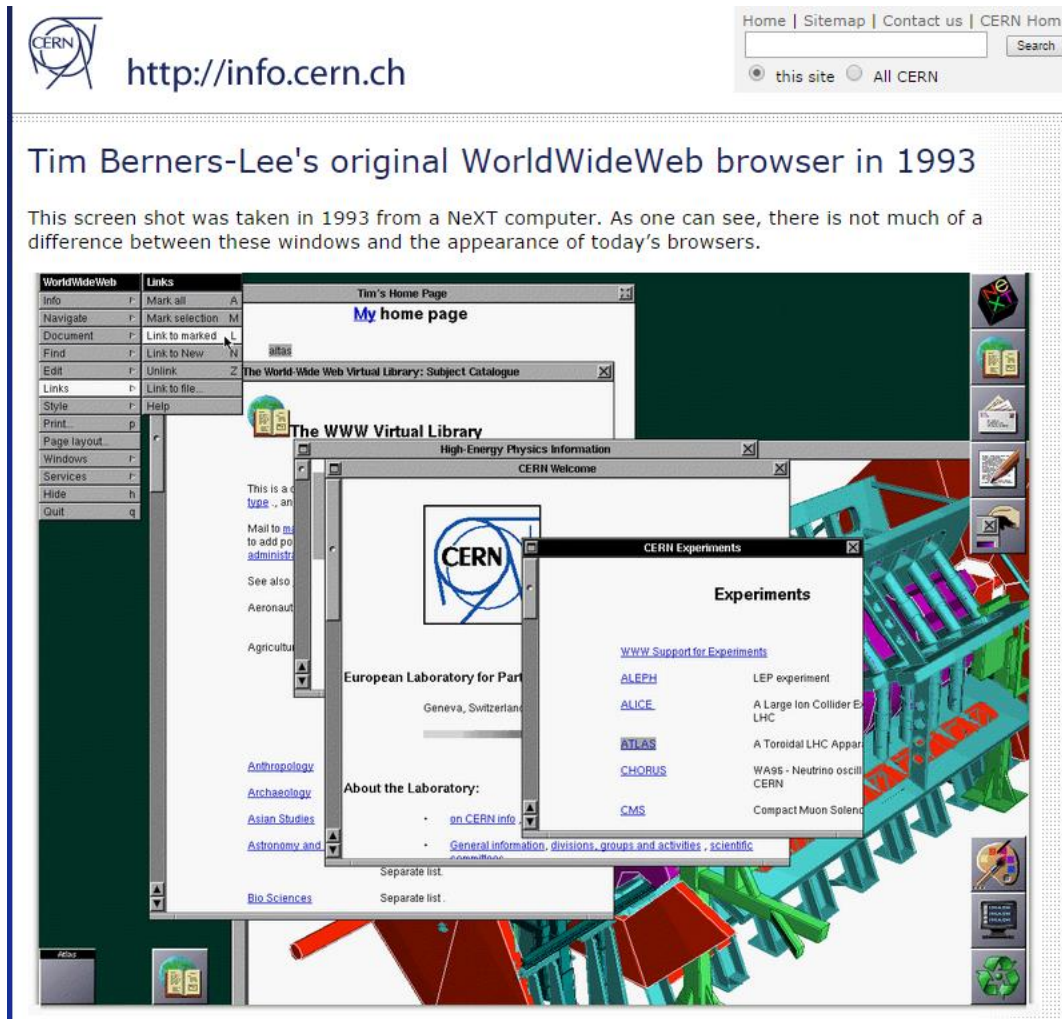 CERN
http://info.cern.ch
Home | Sitemap | Contact us | CERN Hom
Search
this site All CERN
Tim Berners-Lee's original WorldWideWeb browser in 1993
This screen shot was taken in 1993 from a NeXT computer. As one can see, there is not much of a
difference between these windows and the appearance of today's browsers.
WorldWideWeb
Info
Navigate
Document
Find
Edit
Links
Style
Print... p
Page layout...
Windows
Services
Hide h
Quit q
Links
Mark all A
Mark selection M
Link to marked L
Link to New N
Unlink Z
Link to file...
Help
Tim's Home Page
My home page
atlas
The World-Wide Web Virtual Library: Subject Catalogue
The WWW Virtual Library
This is a
type ., an
Mail to
to add po
administr
See also
Aeronaut
Agricultu
Anthropology
Archaeology
Asian Studies
Astronomy and
Separate list.
Bio Sciences Separate list .
High-Energy Physics Information
CERN Welcome
CERN
European Laboratory for Part
Geneva, Switzerland
About the Laboratory:
on CERN info
General information, divisions, groups and activities , scientific
committees
CERN Experiments
Experiments
WWW Support for Experiments
ALEPH LEP experiment
ALICE A Large Ion Collider E
LHC
ATLAS A Toroidal LHC Appar
CHORUS WA95 - Neutrino oscill
CERN
CMS Compact Muon Solen
NeXT
Atlas